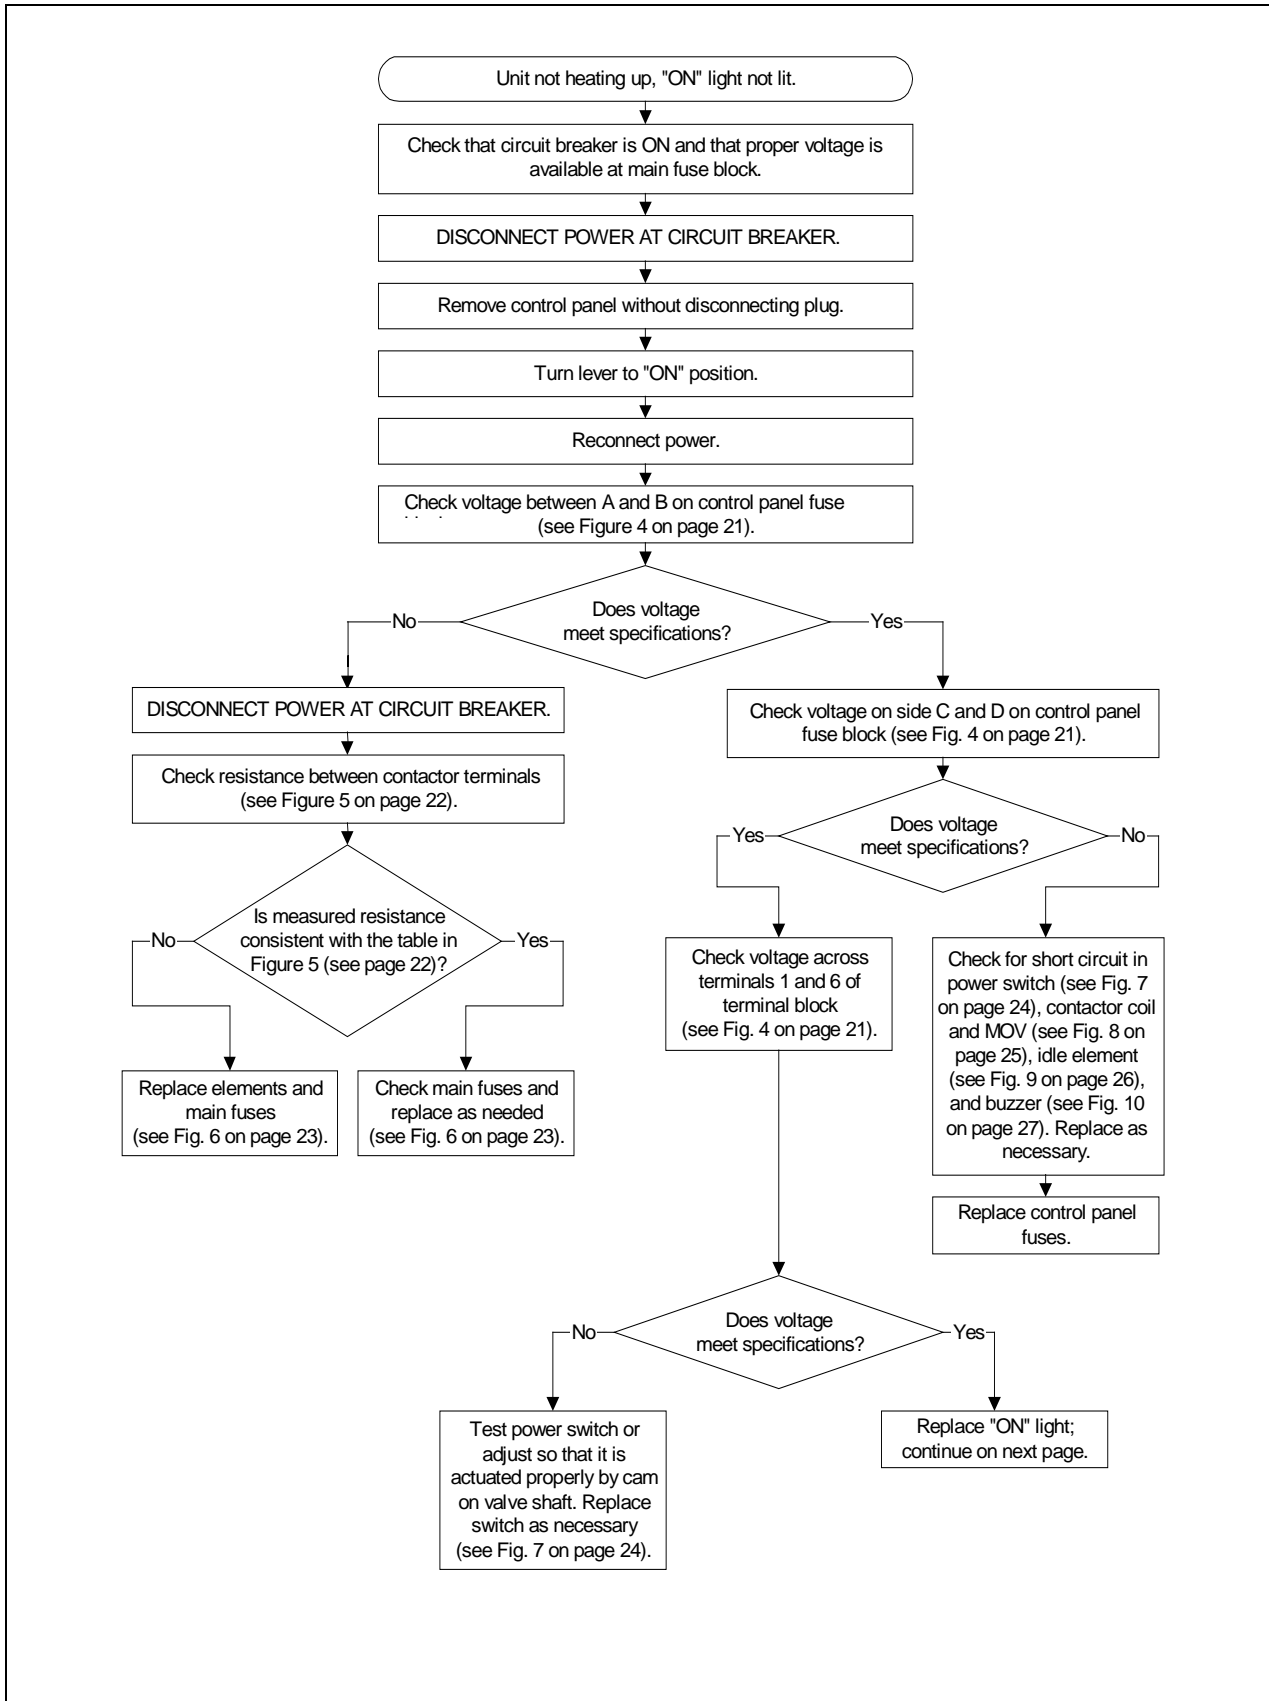 Unit not heating up, "ON" light not lit.
Check that circuit breaker is ON and that proper voltage is
available at main fuse block.
DISCONNECT POWER AT CIRCUIT BREAKER.
Remove control panel without disconnecting plug.
Turn lever to "ON" position.
Reconnect power.
Check voltage between A and B on control panel fuse
(see Figure 4 on page 21).
Does voltage
meet specifications?
No
Yes
DISCONNECT POWER AT CIRCUIT BREAKER.
Check resistance between contactor terminals
(see Figure 5 on page 22).
Is measured resistance
consistent with the table in
Figure 5 (see page 22)?
No
Yes
Replace elements and
main fuses
(see Fig. 6 on page 23).
Check main fuses and
replace as needed
(see Fig. 6 on page 23).
Check voltage on side C and D on control panel
fuse block (see Fig. 4 on page 21).
Does voltage
meet specifications?
Yes
No
Check voltage across
terminals 1 and 6 of
terminal block
(see Fig. 4 on page 21).
Check for short circuit in
power switch (see Fig. 7
on page 24), contactor coil
and MOV (see Fig. 8 on
page 25), idle element
(see Fig. 9 on page 26),
and buzzer (see Fig. 10
on page 27). Replace as
necessary.
Replace control panel
fuses.
Does voltage
meet specifications?
No
Yes
Test power switch or
adjust so that it is
actuated properly by cam
on valve shaft. Replace
switch as necessary
(see Fig. 7 on page 24).
Replace "ON" light;
continue on next page.